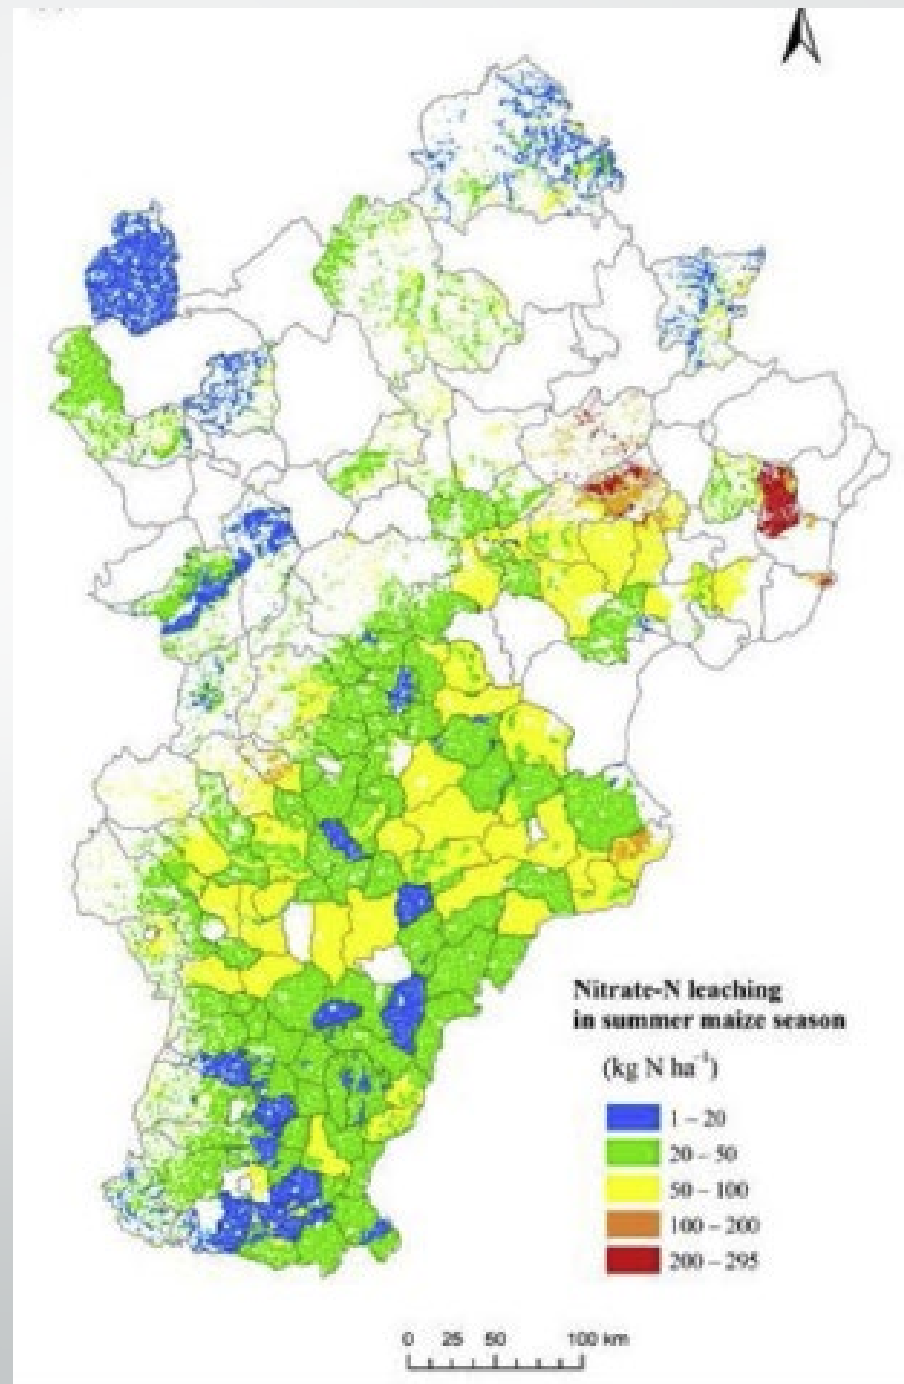 Nitrate-N leaching
in summer maize season
(kg N ha⁻¹)
1 – 20
20 – 50
50 – 100
100 – 200
200 – 295
0 25 50 100 km